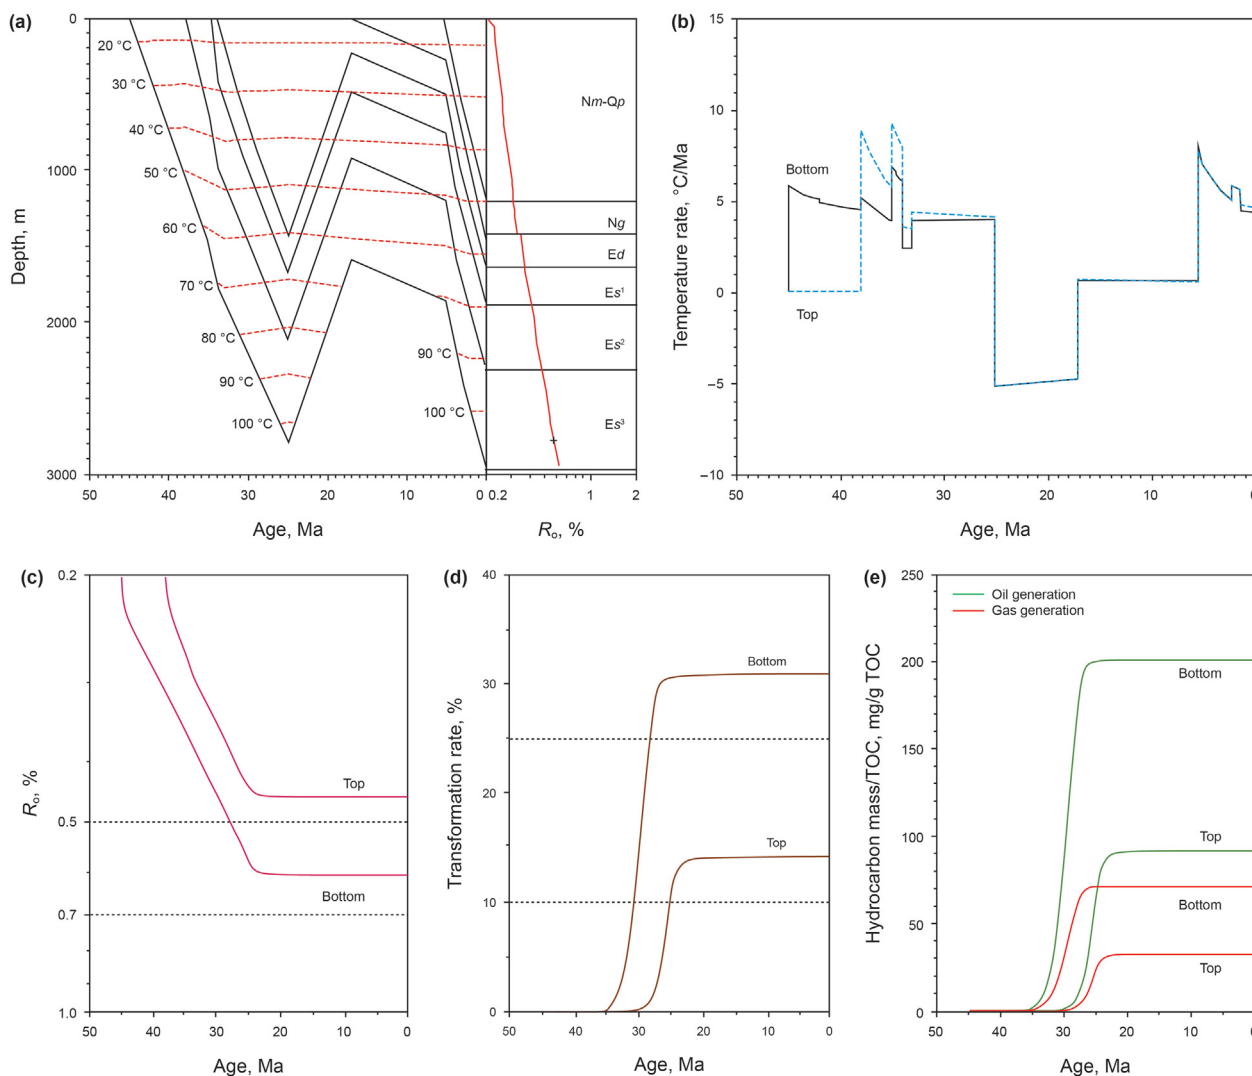 (a)
0
20 °C
30 °C
40 °C
1000
50 °C
60 °C
70 °C
2000
80 °C
90 °C
100 °C
3000
90 °C
100 °C
Depth, m
50 40 30 20 10 0
Age, Ma
Nm-Qp
Ng
Ed
Es¹
Es²
Es³
0.2 1 2
Rₒ, %
(b)
15
10
5
0
−5
−10
Temperature rate, °C/Ma
Bottom
Top
50 40 30 20 10 0
Age, Ma
(c)
0.2
0.5
0.7
1.0
Rₒ, %
Top
Bottom
50 40 30 20 10 0
Age, Ma
(d)
40
30
20
10
0
Transformation rate, %
Bottom
Top
50 40 30 20 10 0
Age, Ma
(e)
250
200
150
100
50
0
Hydrocarbon mass/TOC, mg/g TOC
Oil generation
Gas generation
Bottom
Top
Bottom
Top
50 40 30 20 10 0
Age, Ma